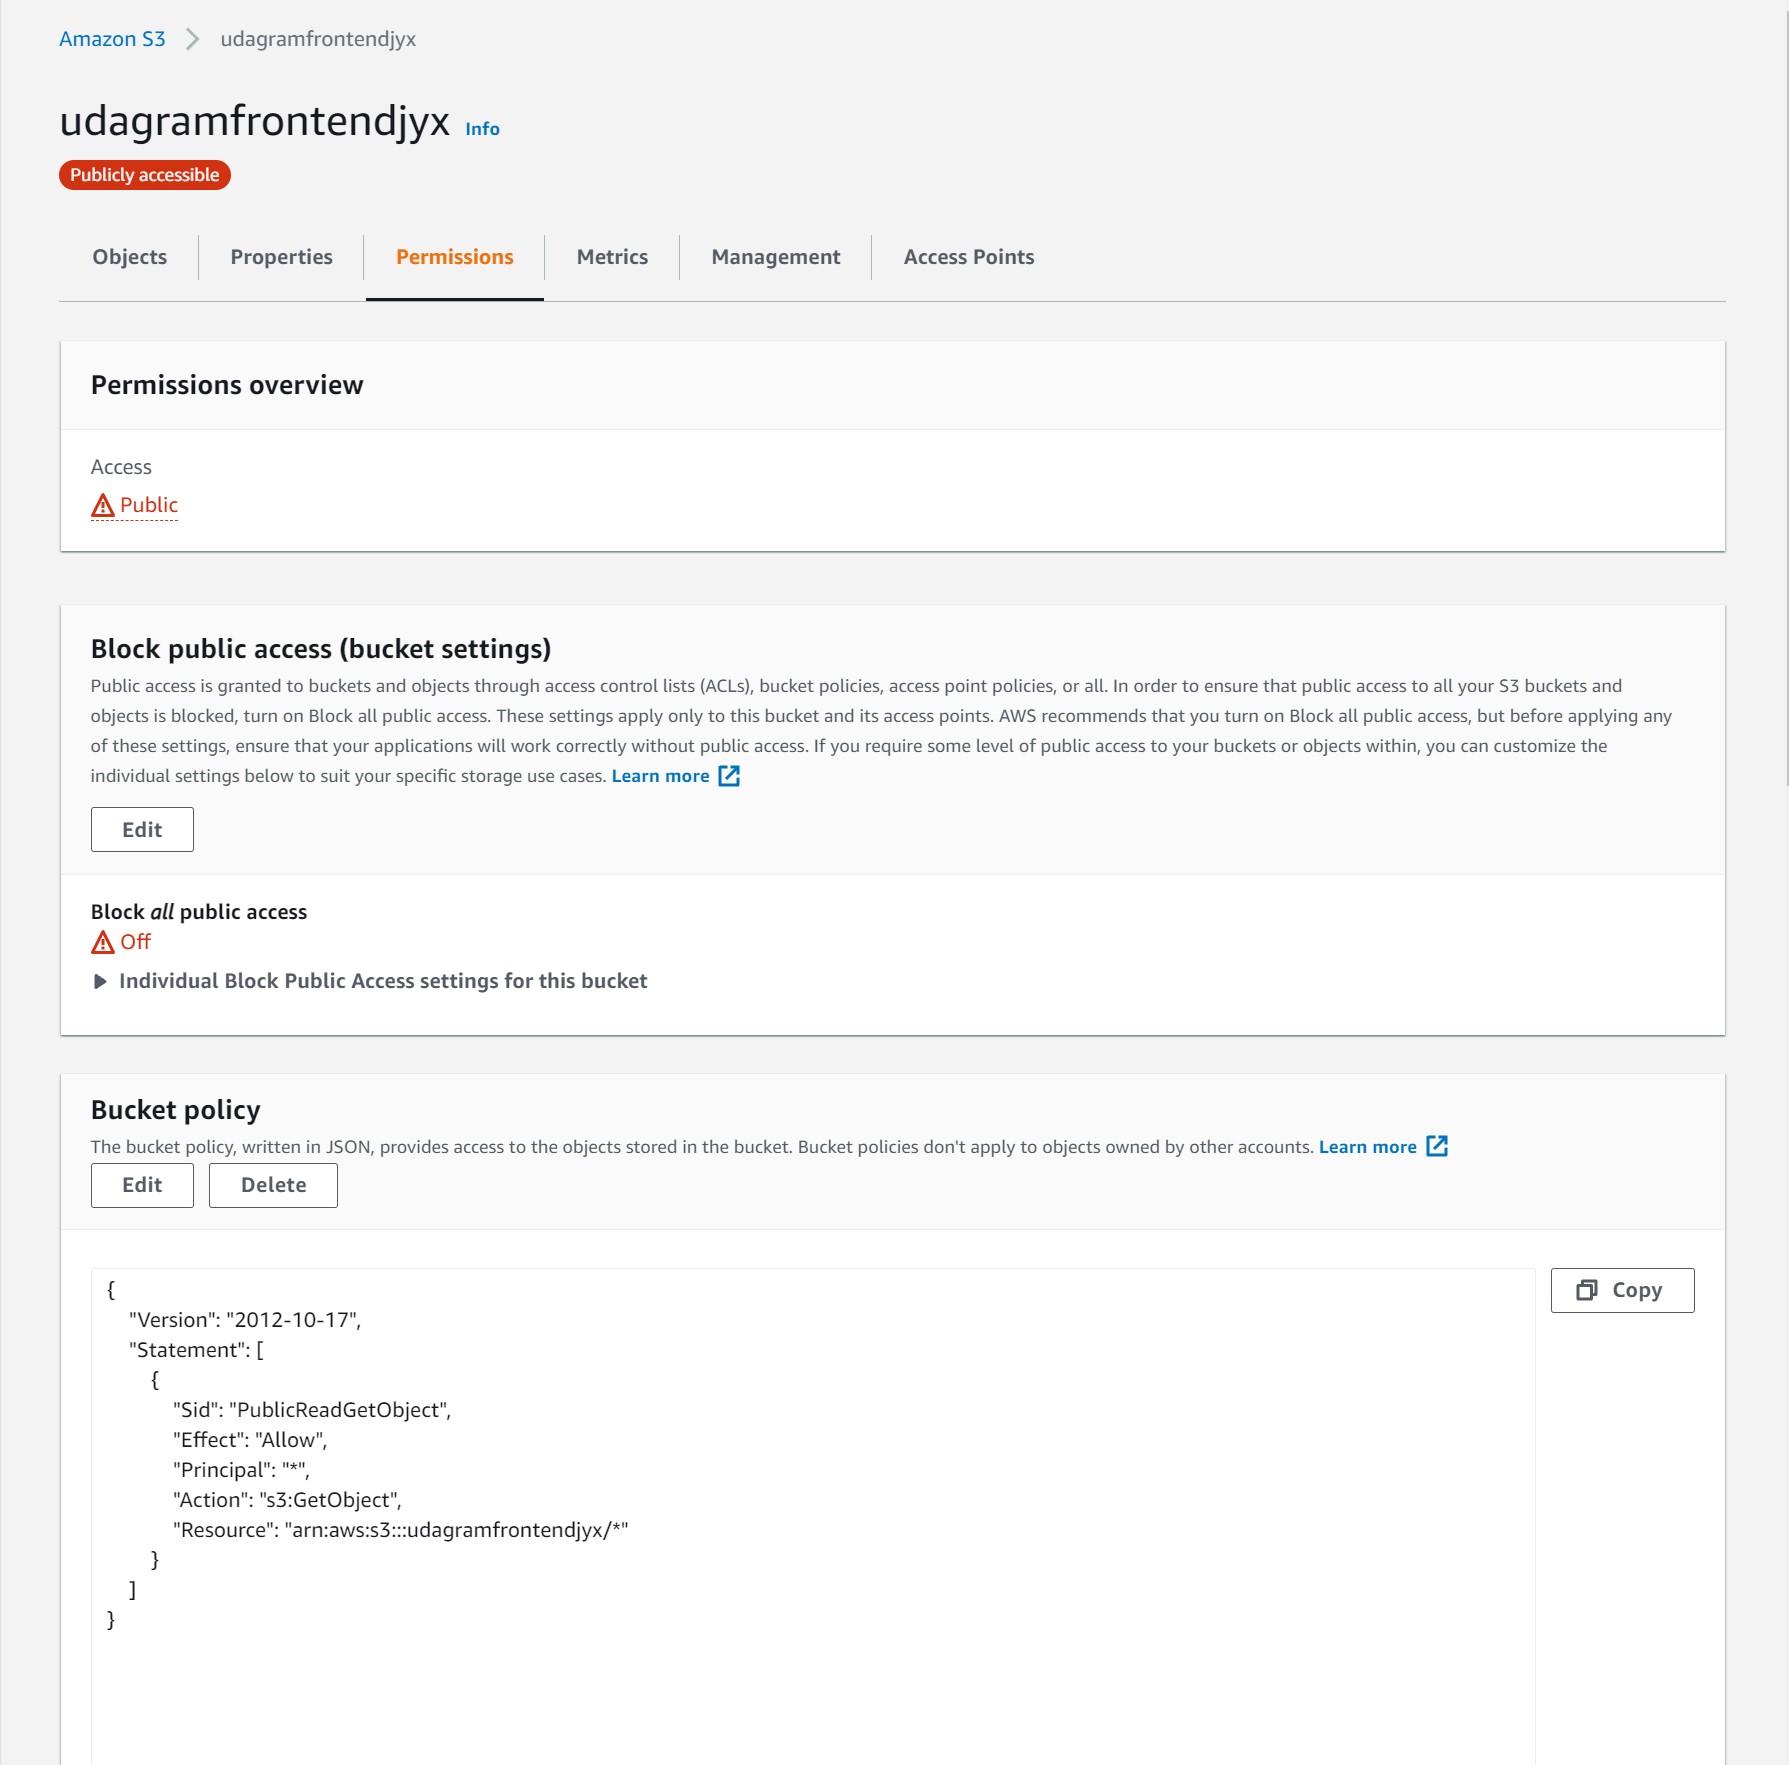 Amazon S3 udagramfrontendjyx
udagramfrontendjyx Info
Publicly accessible
Objects Properties Permissions Metrics Management Access Points
Permissions overview
Access
Public
Block public access (bucket settings)
Public access is granted to buckets and objects through access control lists (ACLs), bucket policies, access point policies, or all. In order to ensure that public access to all your S3 buckets and
objects is blocked, turn on Block all public access. These settings apply only to this bucket and its access points. AWS recommends that you turn on Block all public access, but before applying any
of these settings, ensure that your applications will work correctly without public access. If you require some level of public access to your buckets or objects within, you can customize the
individual settings below to suit your specific storage use cases. Learn more
Edit
Block all public access
Off
Individual Block Public Access settings for this bucket
Bucket policy
The bucket policy, written in JSON, provides access to the objects stored in the bucket. Bucket policies don't apply to objects owned by other accounts. Learn more
Edit Delete
Copy
{
"Version": "2012-10-17",
"Statement": [
{
"Sid": "PublicReadGetObject",
"Effect": "Allow",
"Principal": "*",
"Action": "s3:GetObject",
"Resource": "arn:aws:s3:::udagramfrontendjyx/*"
}
]
}